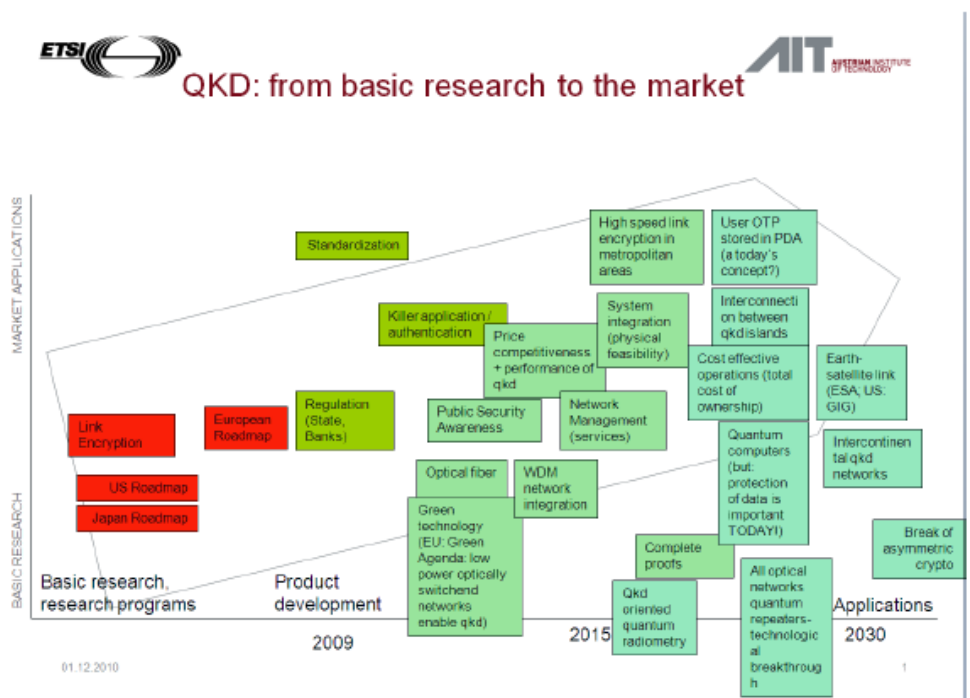 ETSI
AIT
AUSTRIAN INSTITUTE
OF TECHNOLOGY
QKD: from basic research to the market
MARKET APPLICATIONS
BASIC RESEARCH
Standardization
High speed link
encryption in
metropolitan
areas
User OTP
stored in PDA
(a today's
concept?)
Killer application /
authentication
Price
competitiveness
+ performance of
qkd
System
integration
(physical
feasibility)
Interconnecti
on between
qkd islands
Cost effective
operations (total
cost of
ownership)
Earth-
satellite link
(ESA; US:
GIG)
Link
Encryption
European
Roadmap
Regulation
(State,
Banks)
Public Security
Awareness
Network
Management
(services)
Quantum
computers
(but:
protection
of data is
important
TODAY!)
Intercontinen
tal qkd
networks
US Roadmap
Japan Roadmap
Optical fiber
WDM
network
integration
Green
technology
(EU: Green
Agenda: low
power optically
switchend
networks
enable qkd)
Complete
proofs
Break of
asymmetric
crypto
Qkd
oriented
quantum
radiometry
All optical
networks
quantum
repeaters-
technologic
al
breakthroug
h
Basic research,
research programs
Product
development
Applications
2009
2015
2030
01.12.2010
1